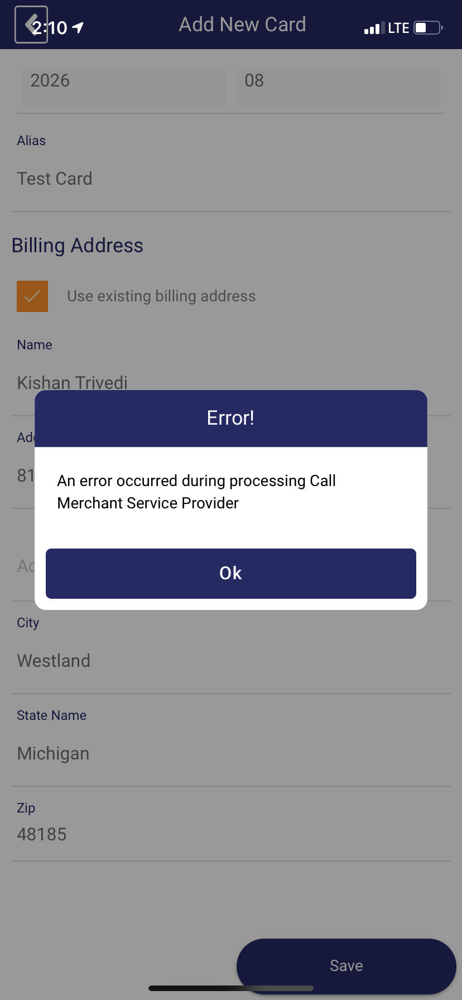 2:10
Add New Card
LTE
2026
08
Alias
Test Card
Billing Address
Use existing billing address
Name
Kishan Trivedi
Error!
81
An error occurred during processing Call
Merchant Service Provider
Ok
City
Westland
State Name
Michigan
Zip
48185
Save